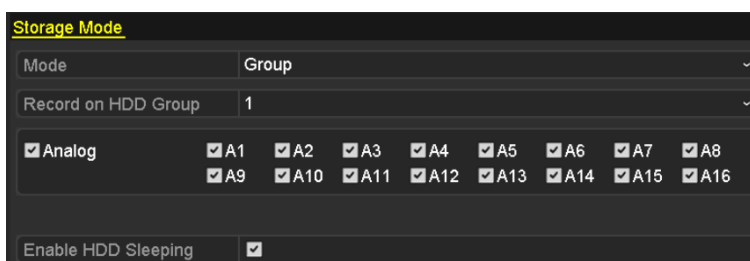 Storage Mode
Mode Group
Record on HDD Group 1
Analog A1 A2 A3 A4 A5 A6 A7 A8
A9 A10 A11 A12 A13 A14 A15 A16
Enable HDD Sleeping